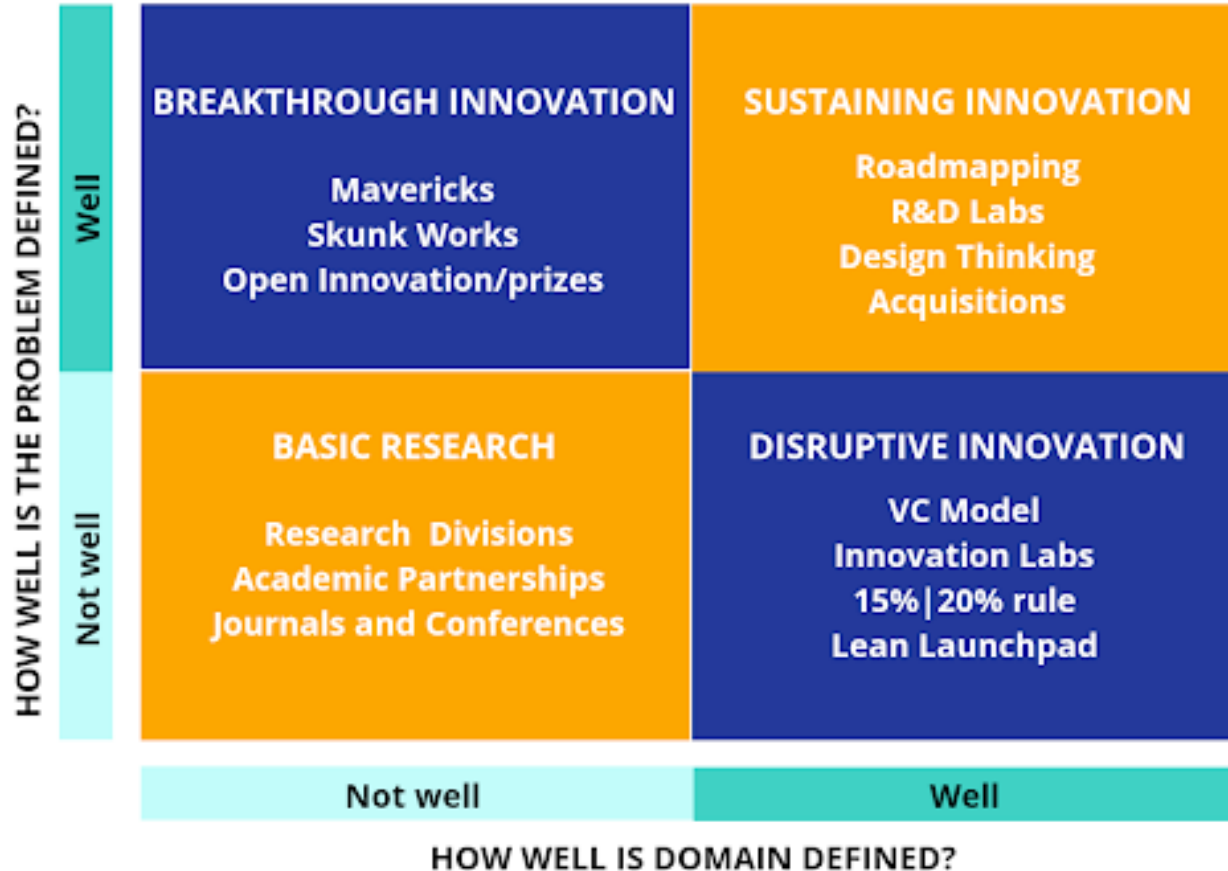 HOW WELL IS THE PROBLEM DEFINED?
Well
BREAKTHROUGH INNOVATION
Mavericks
Skunk Works
Open Innovation/prizes
SUSTAINING INNOVATION
Roadmapping
R&D Labs
Design Thinking
Acquisitions
Not well
BASIC RESEARCH
Research Divisions
Academic Partnerships
Journals and Conferences
DISRUPTIVE INNOVATION
VC Model
Innovation Labs
15%|20% rule
Lean Launchpad
Not well
Well
HOW WELL IS DOMAIN DEFINED?